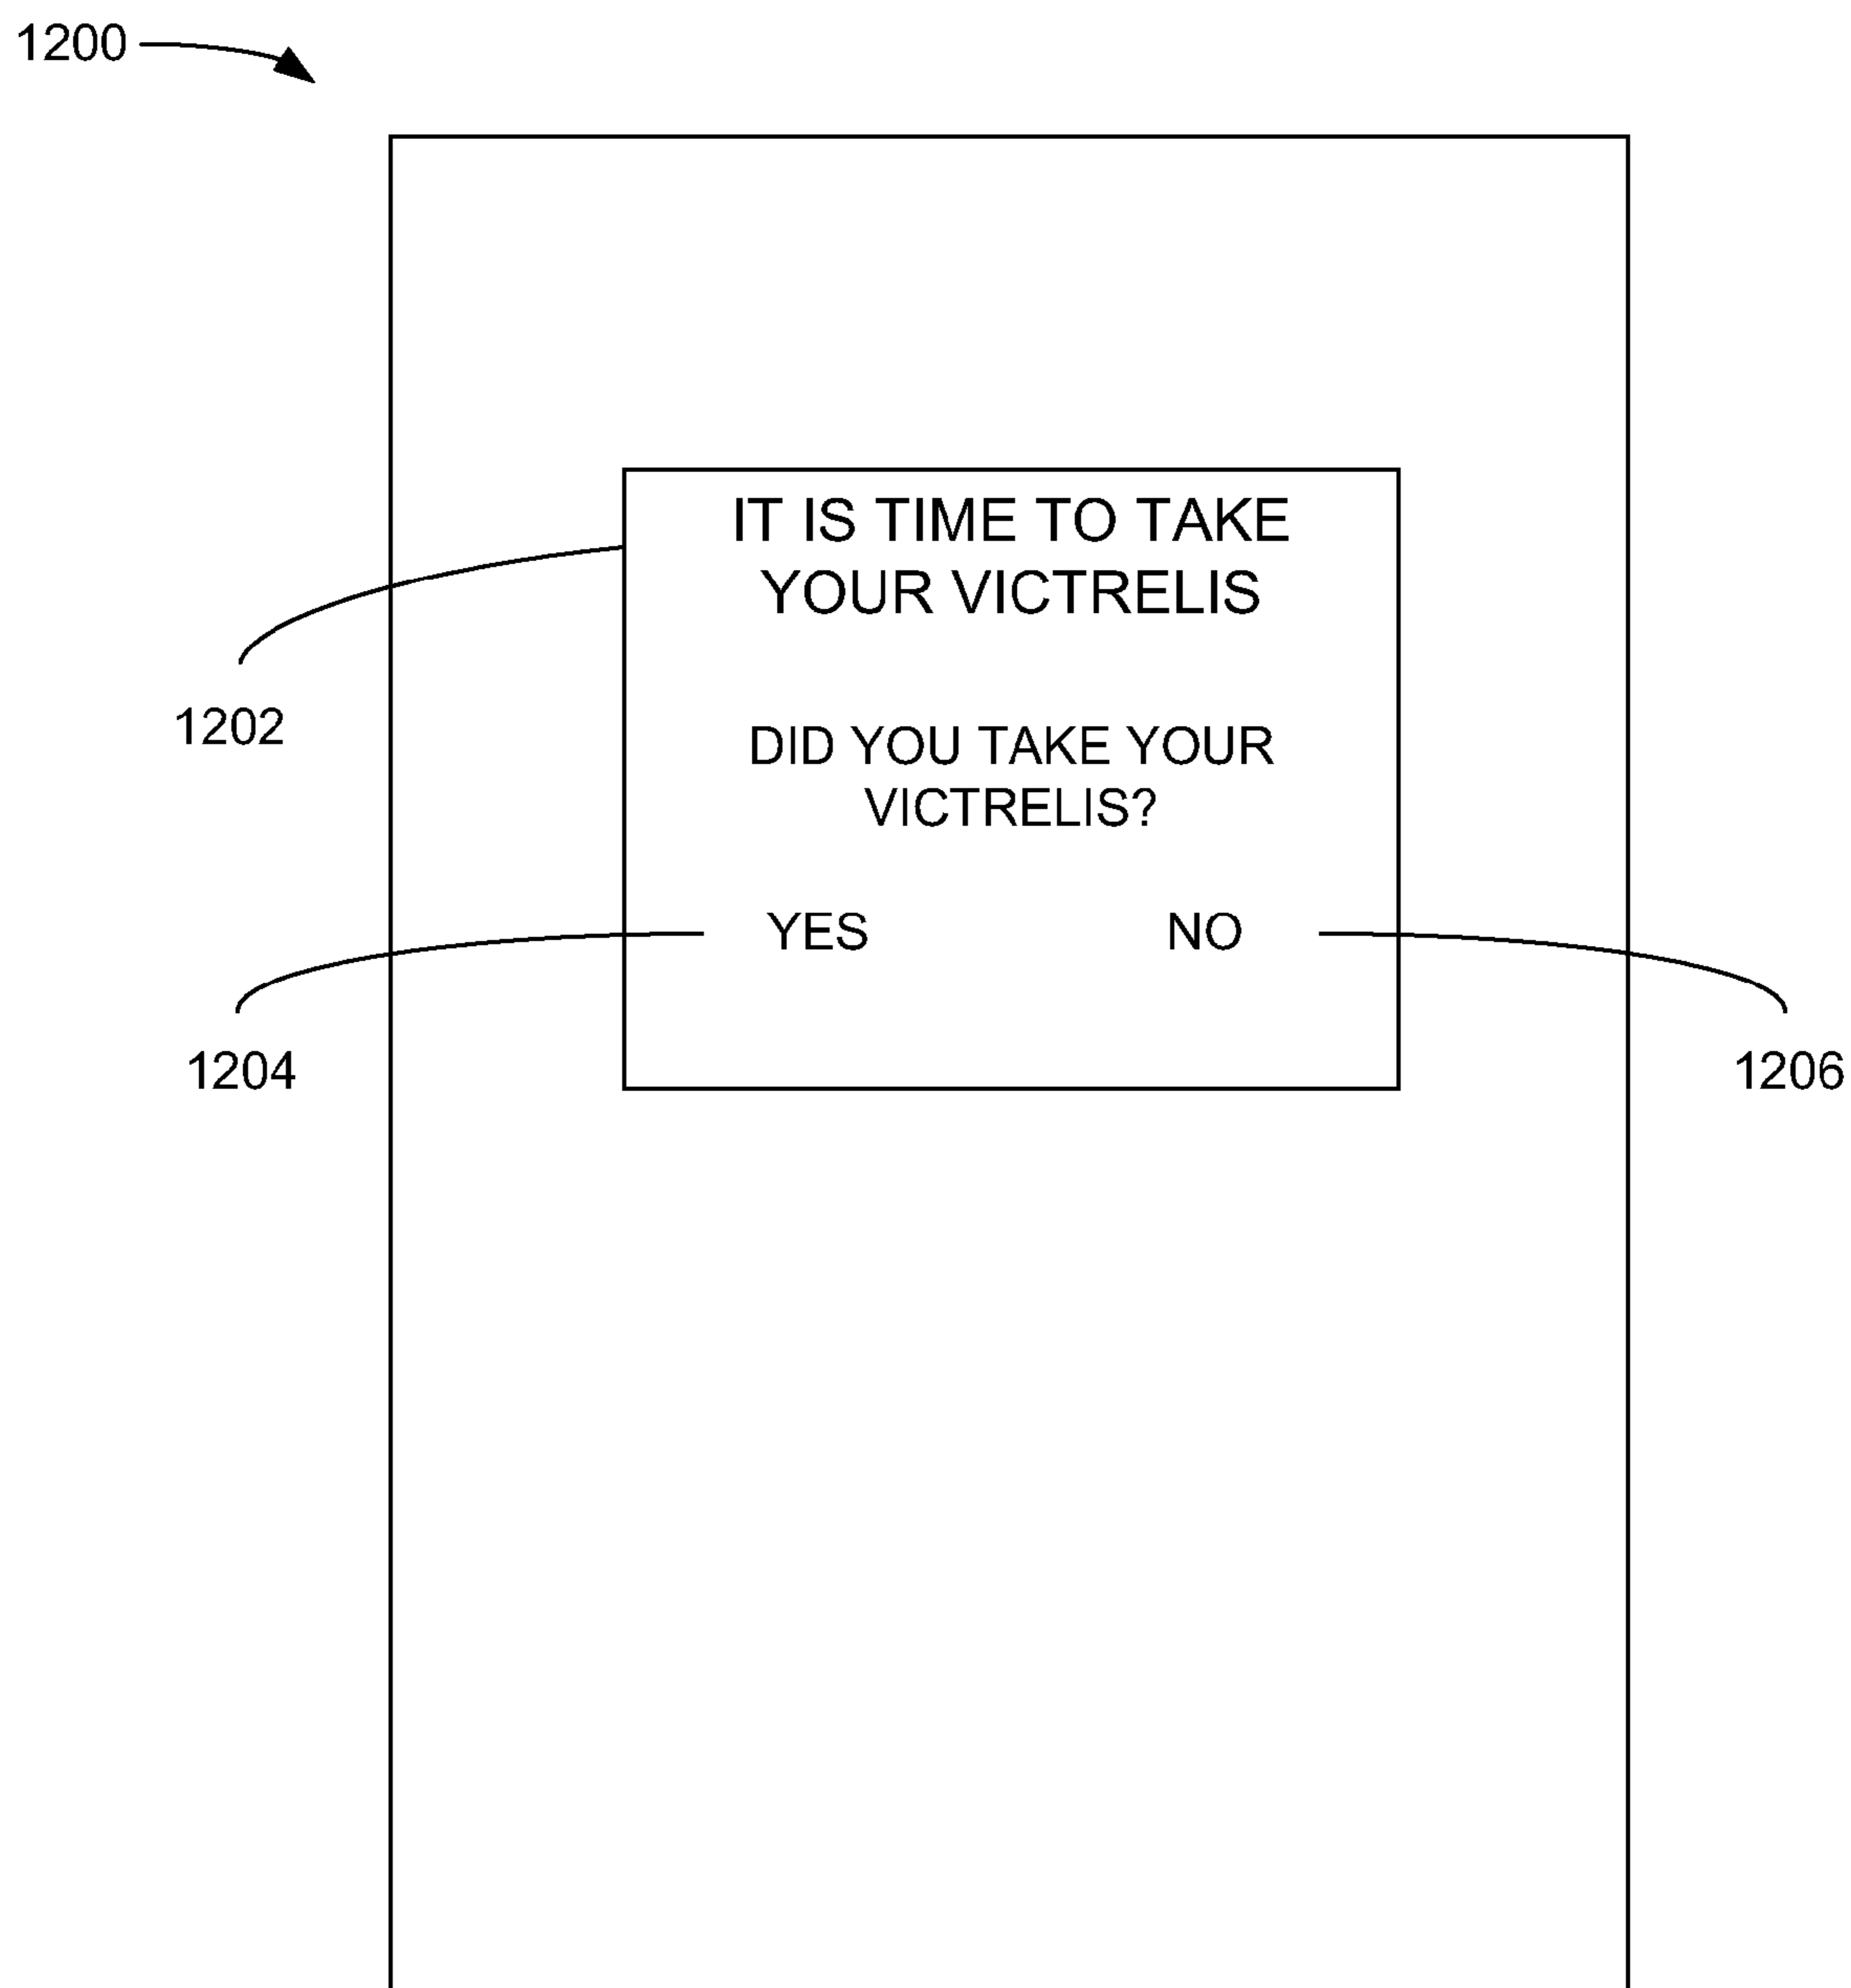 1200
IT IS TIME TO TAKE
YOUR VICTRELIS
1202
DID YOU TAKE YOUR
VICTRELIS?
YES NO
1204
1206